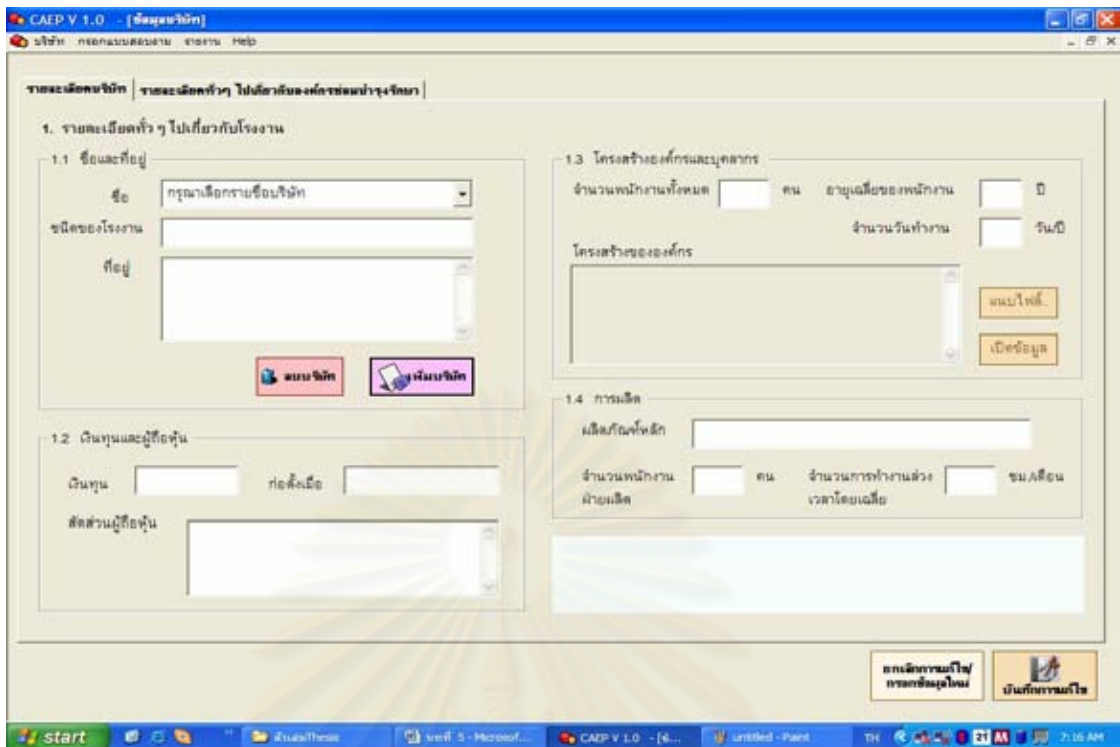 CAEP V 1.0 - [ข้อมูลบริษัท]
บริษัท กรอกแบบสอบถาม รายงาน Help
รายละเอียดบริษัท รายละเอียดทั่วๆ ไปเกี่ยวกับองค์กรซ่อมบำรุงรักษา
1. รายละเอียดทั่ว ๆ ไปเกี่ยวกับโรงงาน
1.1 ชื่อและที่อยู่
ชื่อ กรุณาเลือกรายชื่อบริษัท
ชนิดของโรงงาน
ที่อยู่
ลบบริษัท เพิ่มบริษัท
1.2 เงินทุนและผู้ถือหุ้น
เงินทุน ก่อตั้งเมื่อ
สัดส่วนผู้ถือหุ้น
1.3 โครงสร้างองค์กรและบุคลากร
จำนวนพนักงานทั้งหมด คน อายุเฉลี่ยของพนักงาน ปี
จำนวนวันทำงาน วัน/ปี
โครงสร้างขององค์กร
แนบไฟล์..
เปิดข้อมูล
1.4 การผลิต
ผลิตภัณฑ์หลัก
จำนวนพนักงาน คน จำนวนการทำงานล่วง ชม./เดือน
ฝ่ายผลิต เวลาโดยเฉลี่ย
ยกเลิกการแก้ไข/
กรอกข้อมูลใหม่
บันทึกการแก้ไข
start ตัวเล่มThesis บทที่ 5 - Microsof... CAEP V 1.0 - [ข้... untitled - Paint TH 21 7:16 AM